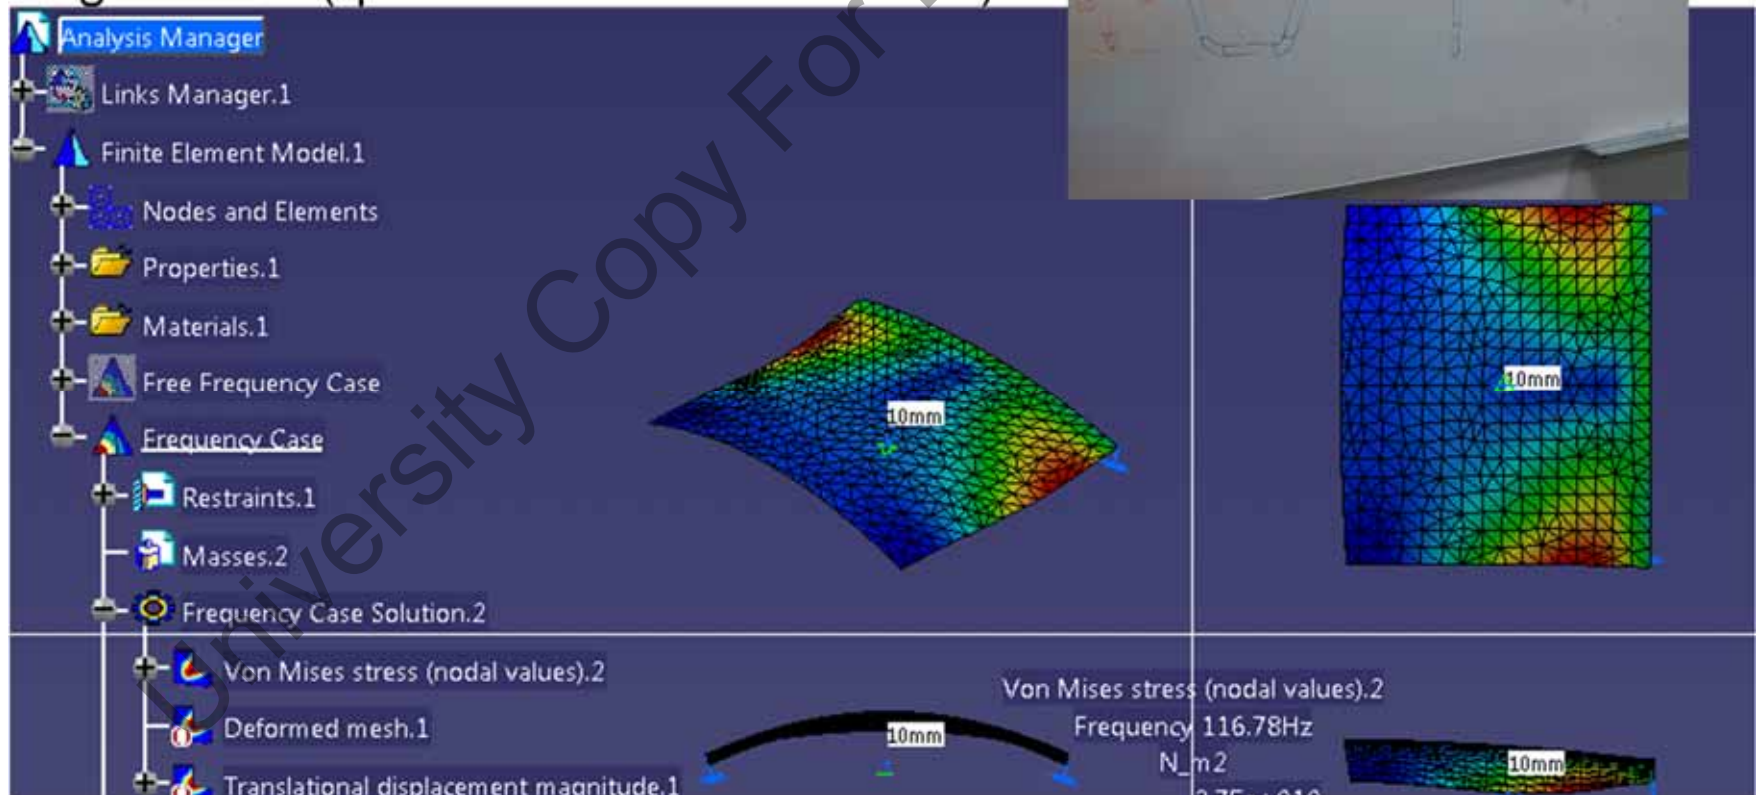 Analysis Manager
Links Manager.1
Finite Element Model.1
Nodes and Elements
Properties.1
Materials.1
Free Frequency Case
Frequency Case
Restraints.1
Masses.2
Frequency Case Solution.2
Von Mises stress (nodal values).2
Deformed mesh.1
Translational displacement magnitude.1
10mm
10mm
10mm
10mm
Von Mises stress (nodal values).2
Frequency 116.78Hz
N_m2
University Copy For